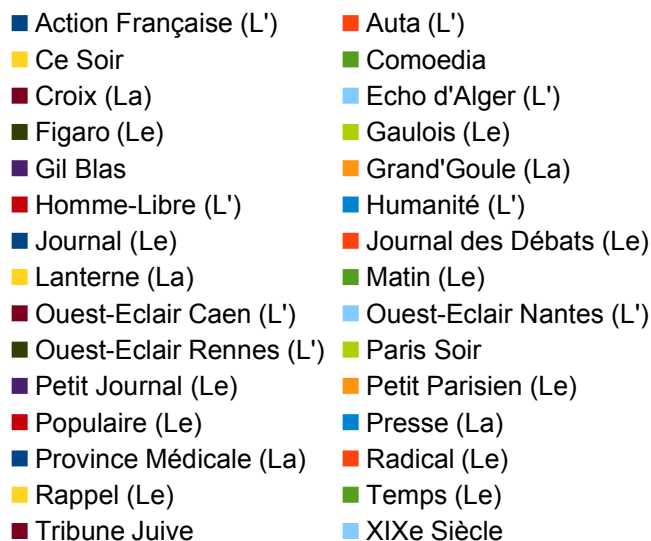 Action Française (L') Auta (L')
Ce Soir Comoedia
Croix (La) Echo d'Alger (L')
Figaro (Le) Gaulois (Le)
Gil Blas Grand'Goule (La)
Homme-Libre (L') Humanité (L')
Journal (Le) Journal des Débats (Le)
Lanterne (La) Matin (Le)
Ouest-Eclair Caen (L') Ouest-Eclair Nantes (L')
Ouest-Eclair Rennes (L') Paris Soir
Petit Journal (Le) Petit Parisien (Le)
Populaire (Le) Presse (La)
Province Médicale (La) Radical (Le)
Rappel (Le) Temps (Le)
Tribune Juive XIXe Siècle